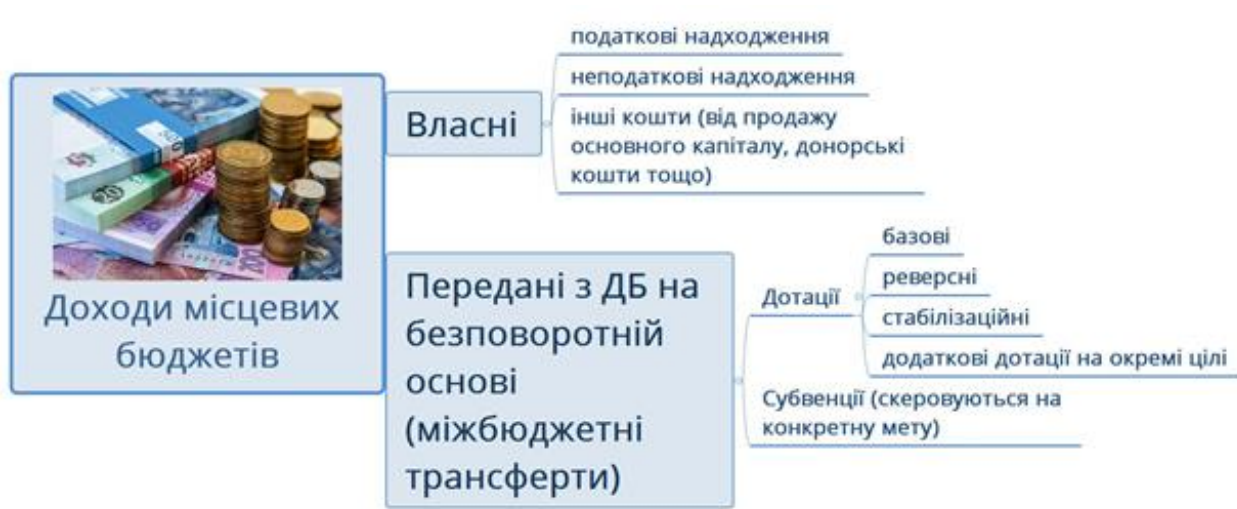 Доходи місцевих
бюджетів
Власні
податкові надходження
неподаткові надходження
інші кошти (від продажу
основного капіталу, донорські
кошти тощо)
Передані з ДБ на
безповоротній
основі
(міжбюджетні
трансферти)
Дотації
базові
реверсні
стабілізаційні
додаткові дотації на окремі цілі
Субвенції (скеровуються на
конкретну мету)